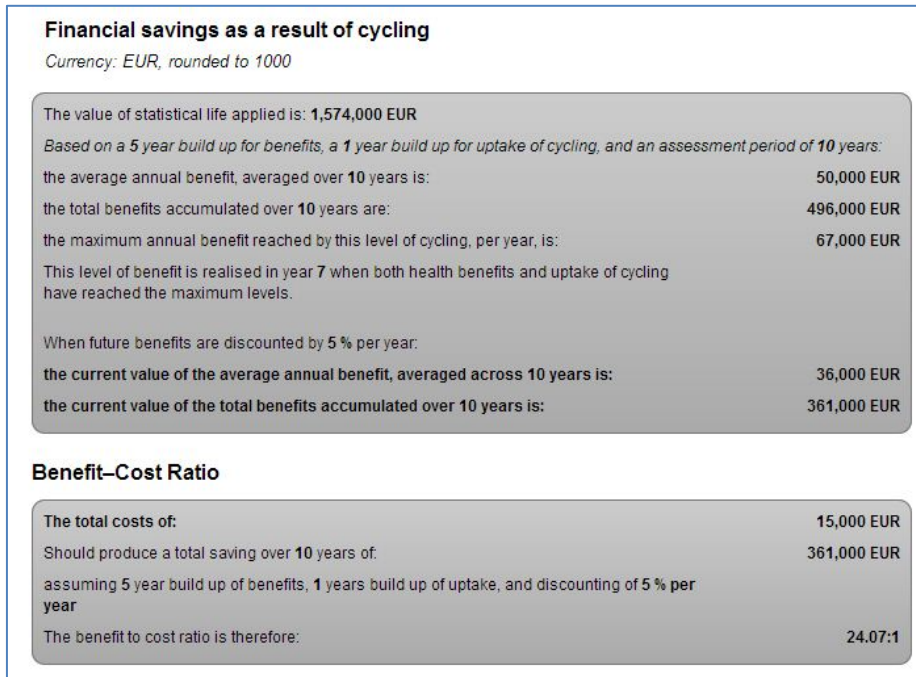 Financial savings as a result of cycling
Currency: EUR, rounded to 1000
The value of statistical life applied is: 1,574,000 EUR
Based on a 5 year build up for benefits, a 1 year build up for uptake of cycling, and an assessment period of 10 years:
the average annual benefit, averaged over 10 years is: 50,000 EUR
the total benefits accumulated over 10 years are: 496,000 EUR
the maximum annual benefit reached by this level of cycling, per year, is: 67,000 EUR
This level of benefit is realised in year 7 when both health benefits and uptake of cycling
have reached the maximum levels.
When future benefits are discounted by 5 % per year:
the current value of the average annual benefit, averaged across 10 years is: 36,000 EUR
the current value of the total benefits accumulated over 10 years is: 361,000 EUR
Benefit–Cost Ratio
The total costs of: 15,000 EUR
Should produce a total saving over 10 years of: 361,000 EUR
assuming 5 year build up of benefits, 1 years build up of uptake, and discounting of 5 % per
year
The benefit to cost ratio is therefore: 24.07:1